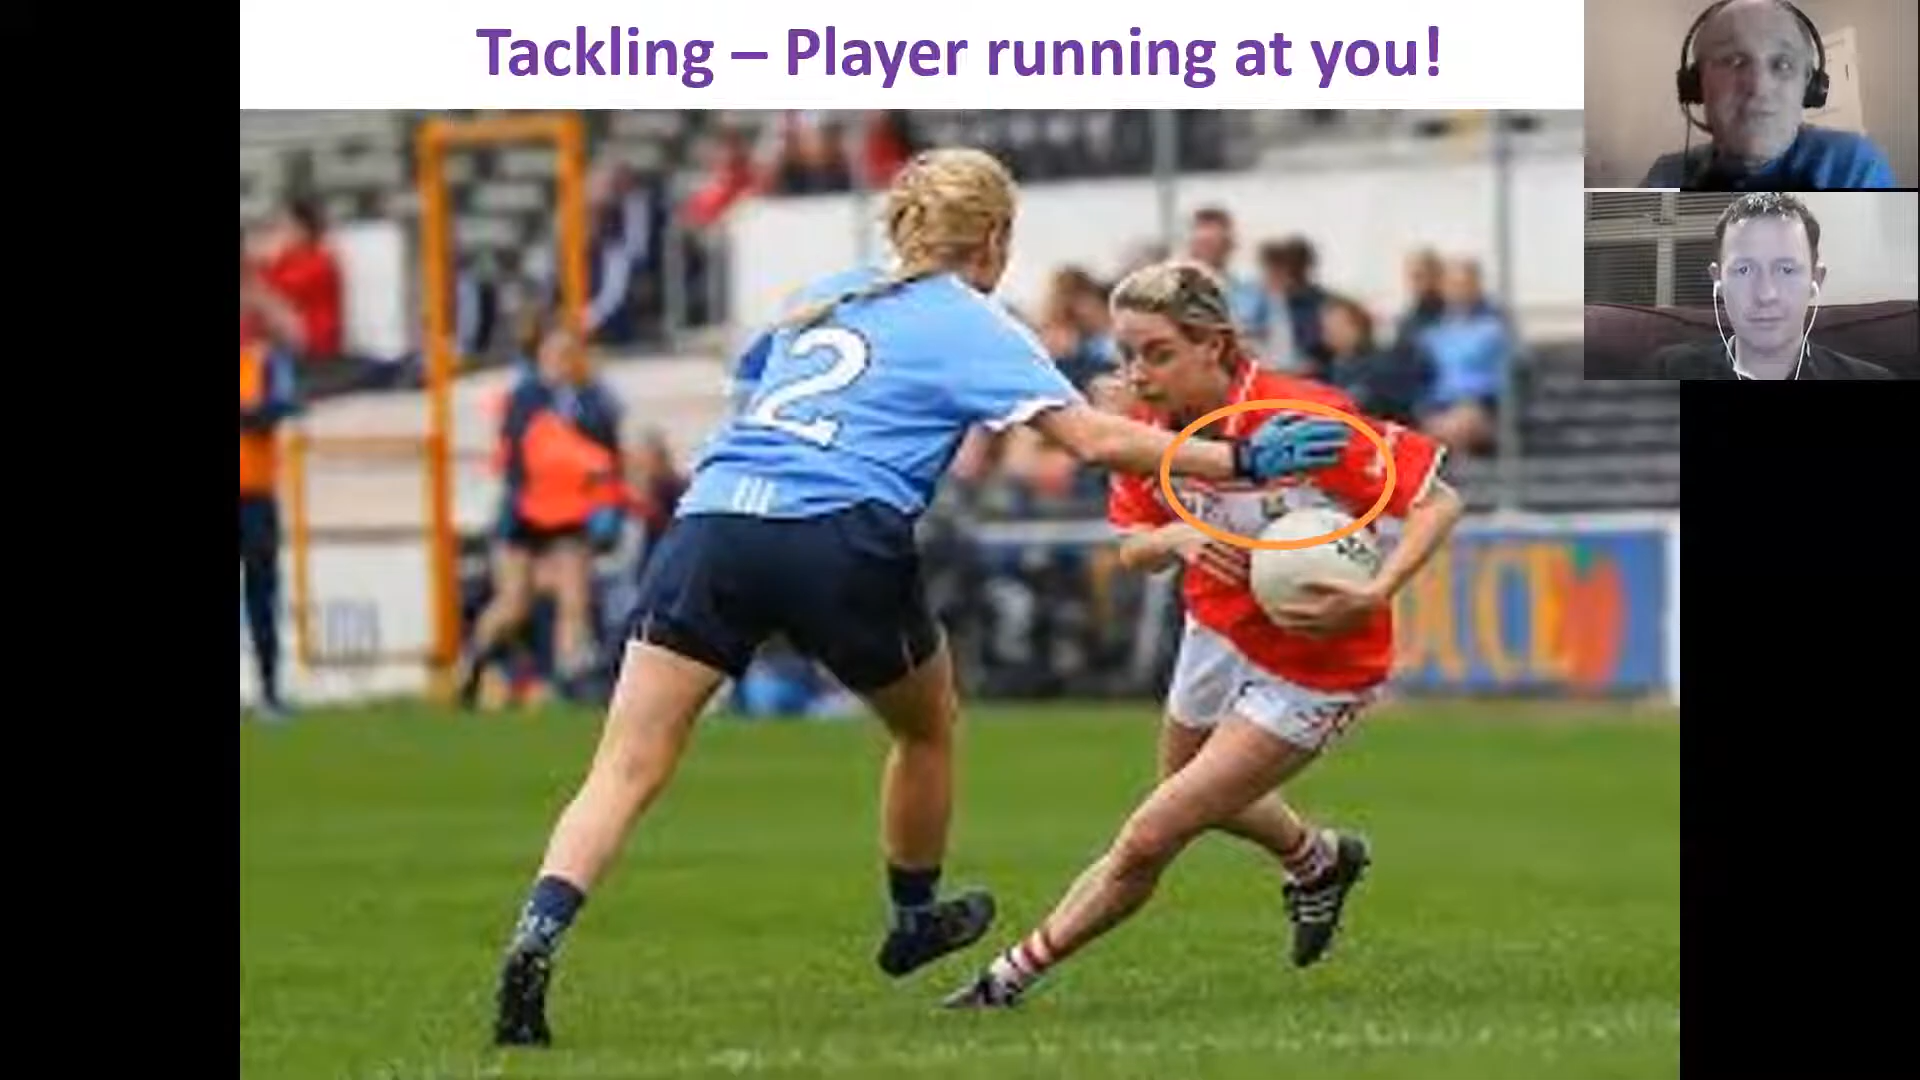 Tackling – Player running at you!
2